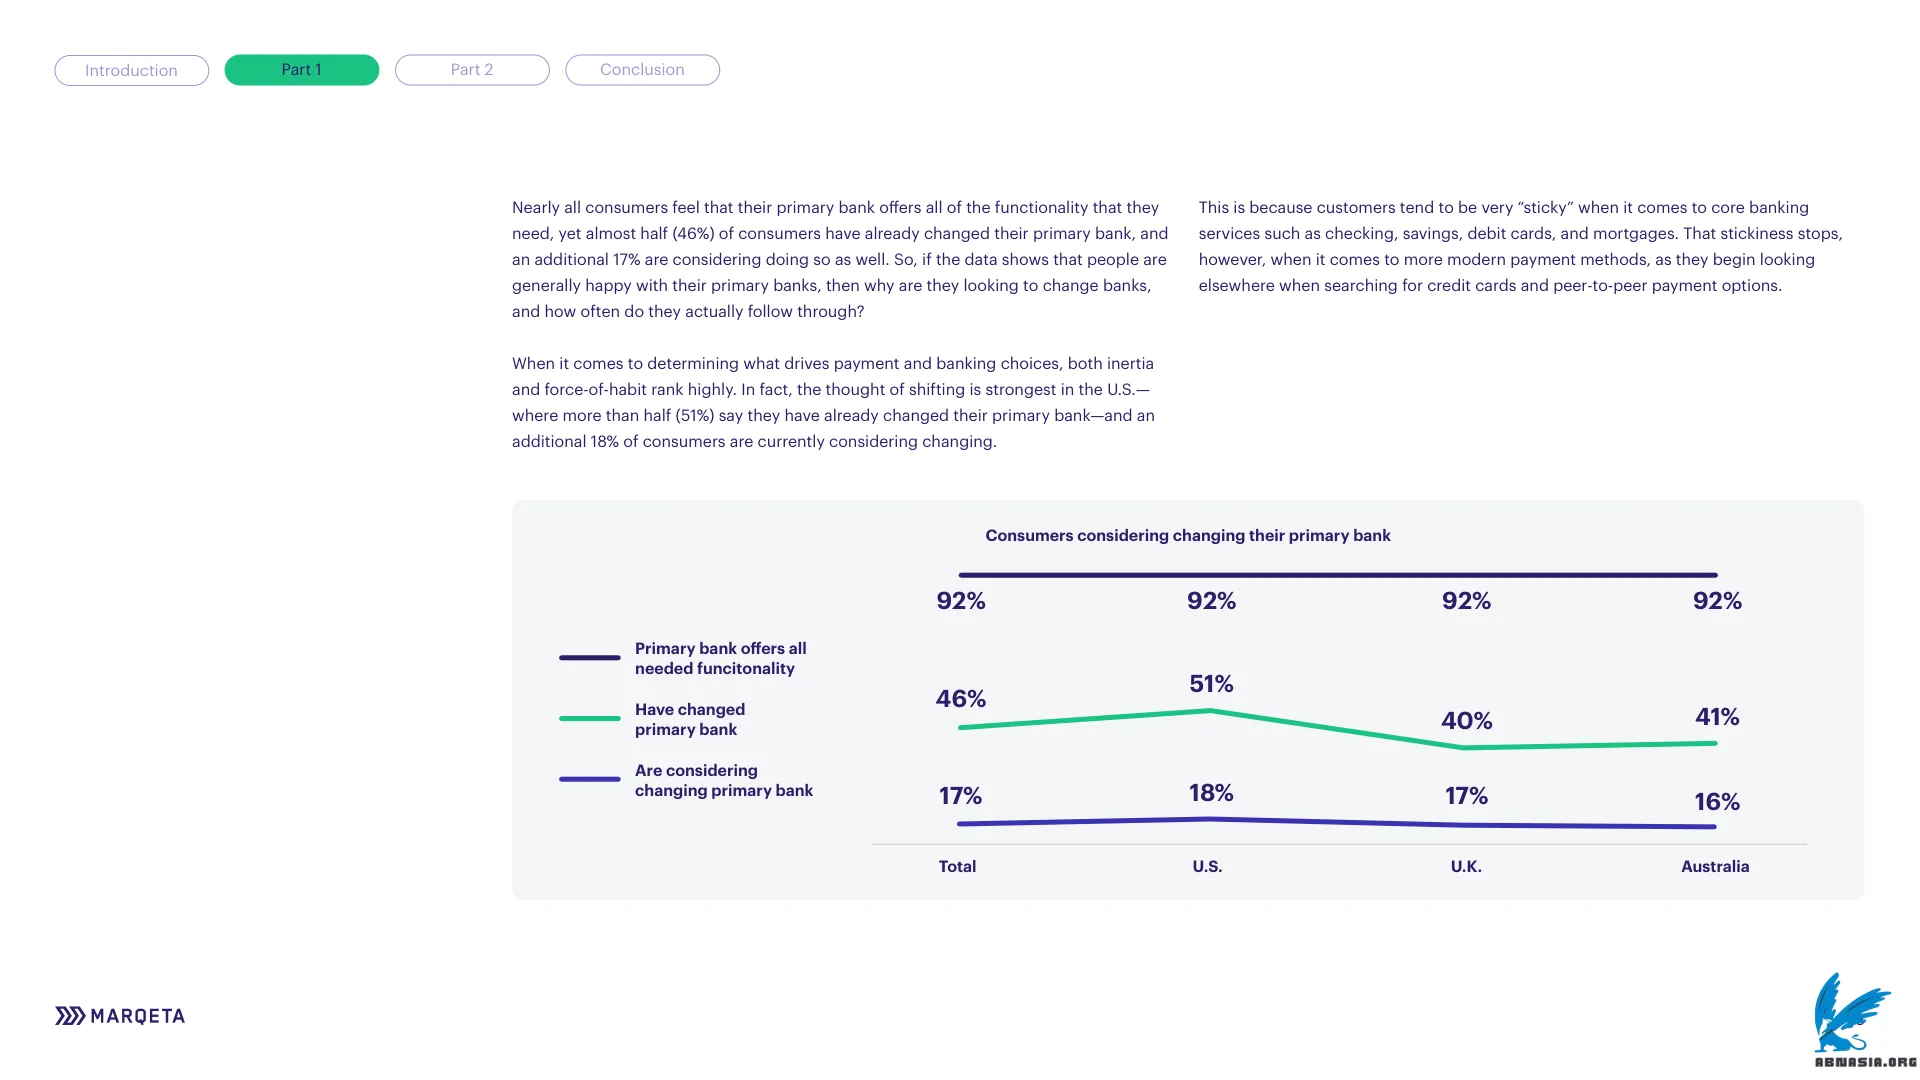 Introduction
Part 1
Part 2
Conclusion
Nearly all consumers feel that their primary bank offers all of the functionality that they
need, yet almost half (46%) of consumers have already changed their primary bank, and
an additional 17% are considering doing so as well. So, if the data shows that people are
generally happy with their primary banks, then why are they looking to change banks,
and how often do they actually follow through?
When it comes to determining what drives payment and banking choices, both inertia
and force-of-habit rank highly. In fact, the thought of shifting is strongest in the U.S.—
where more than half (51%) say they have already changed their primary bank—and an
additional 18% of consumers are currently considering changing.
This is because customers tend to be very “sticky” when it comes to core banking
services such as checking, savings, debit cards, and mortgages. That stickiness stops,
however, when it comes to more modern payment methods, as they begin looking
elsewhere when searching for credit cards and peer-to-peer payment options.
Consumers considering changing their primary bank
Primary bank offers all
needed funcitonality
Have changed
primary bank
Are considering
changing primary bank
92% 92% 92% 92%
46% 51% 40% 41%
17% 18% 17% 16%
Total U.S. U.K. Australia
MARQETA
ABNASIA.ORG